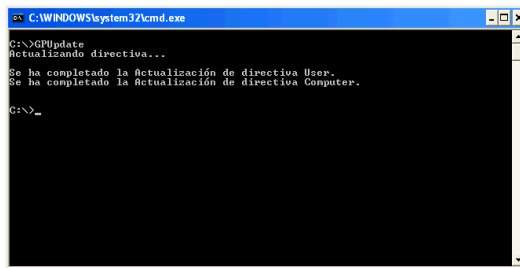 C:\WINDOWS\system32\cmd.exe
C:\>GPUpdate
Actualizando directiva...
Se ha completado la Actualización de directiva User.
Se ha completado la Actualización de directiva Computer.
C:\>_